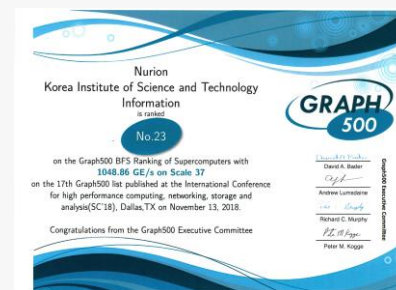 Nurion
Korea Institute of Science and Technology
Information
is ranked
No.23
on the Graph500 BFS Ranking of Supercomputers with
1048.86 GE/s on Scale 37
on the 17th Graph500 list published at the International Conference
for high performance computing, networking, storage and
analysis(SC'18), Dallas,TX on November 13, 2018.
Congratulations from the Graph500 Executive Committee
GRAPH
500
David A. Bader
Andrew Lumsdaine
Richard C. Murphy
Peter M. Kogge
Graph500 Executive Committee